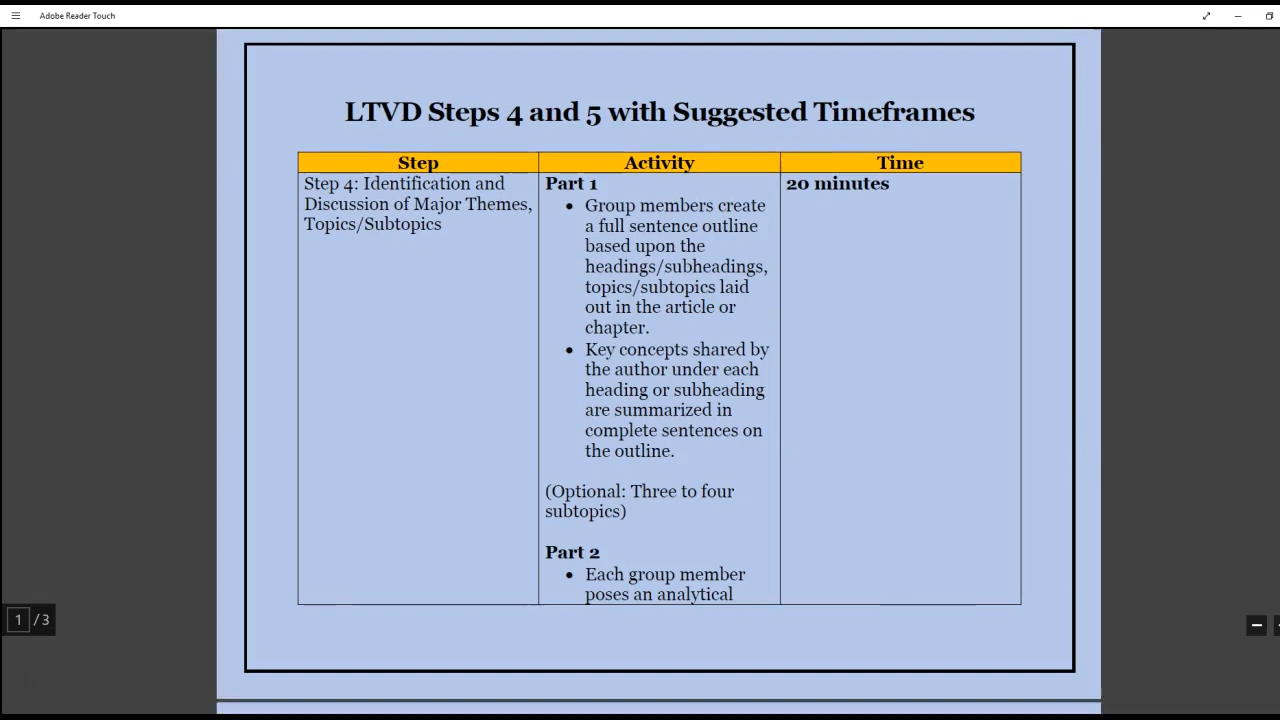 Adobe Reader Touch
LTVD Steps 4 and 5 with Suggested Timeframes
Step
Activity
Time
Step 4: Identification and
Discussion of Major Themes,
Topics/Subtopics
Part 1
• Group members create
a full sentence outline
based upon the
headings/subheadings,
topics/subtopics laid
out in the article or
chapter.
• Key concepts shared by
the author under each
heading or subheading
are summarized in
complete sentences on
the outline.
(Optional: Three to four
subtopics)
Part 2
• Each group member
poses an analytical
20 minutes
1 / 3